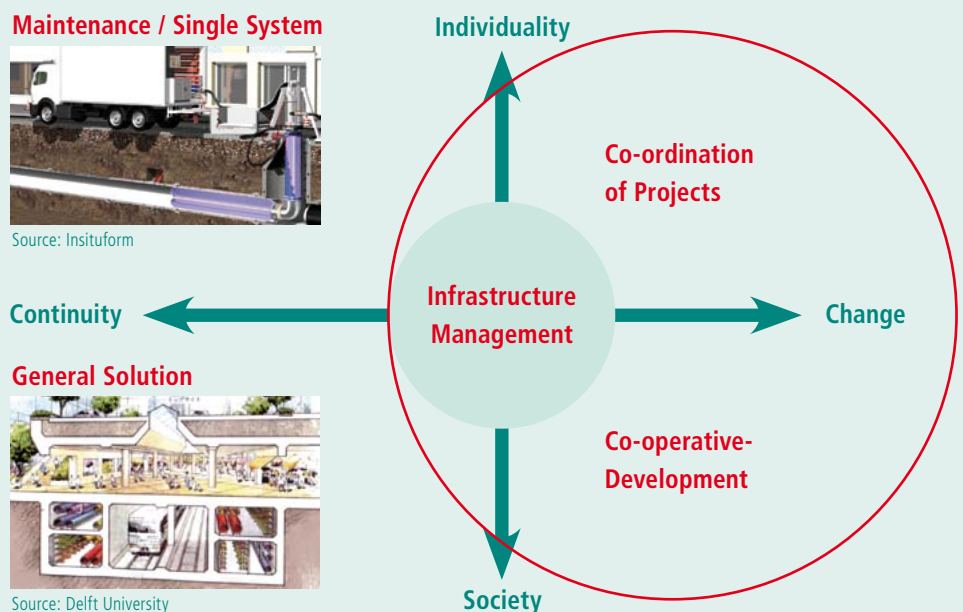 Maintenance / Single System
Source: Insituform
Individuality
Co-ordination
of Projects
Continuity
Infrastructure
Management
Change
General Solution
Source: Delft University
Co-operative-
Development
Society